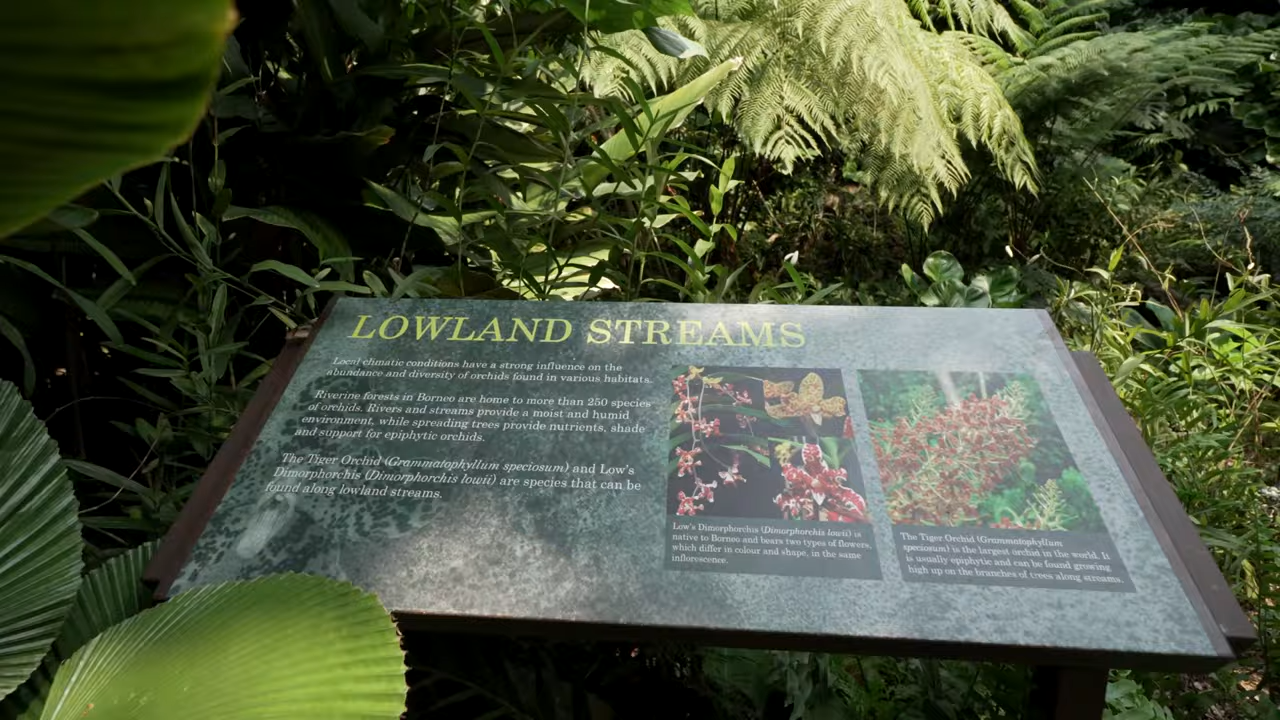 LOWLAND STREAMS
Local climatic conditions have a strong influence on the
abundance and diversity of orchids found in various habitats.
Riverine forests in Borneo are home to more than 250 species
of orchids. Rivers and streams provide a moist and humid
environment, while spreading trees provide nutrients, shade
and support for epiphytic orchids.
The Tiger Orchid (Grammatophyllum speciosum) and Low's
Dimorphorchis (Dimorphorchis lowii) are species that can be
found along lowland streams.
Low's Dimorphorchis (Dimorphorchis lowii) is
native to Borneo and bears two types of flowers,
which differ in colour and shape, in the same
inflorescence.
The Tiger Orchid (Grammatophyllum
speciosum) is the largest orchid in the world. It
is usually epiphytic and can be found growing
high up on the branches of trees along streams.